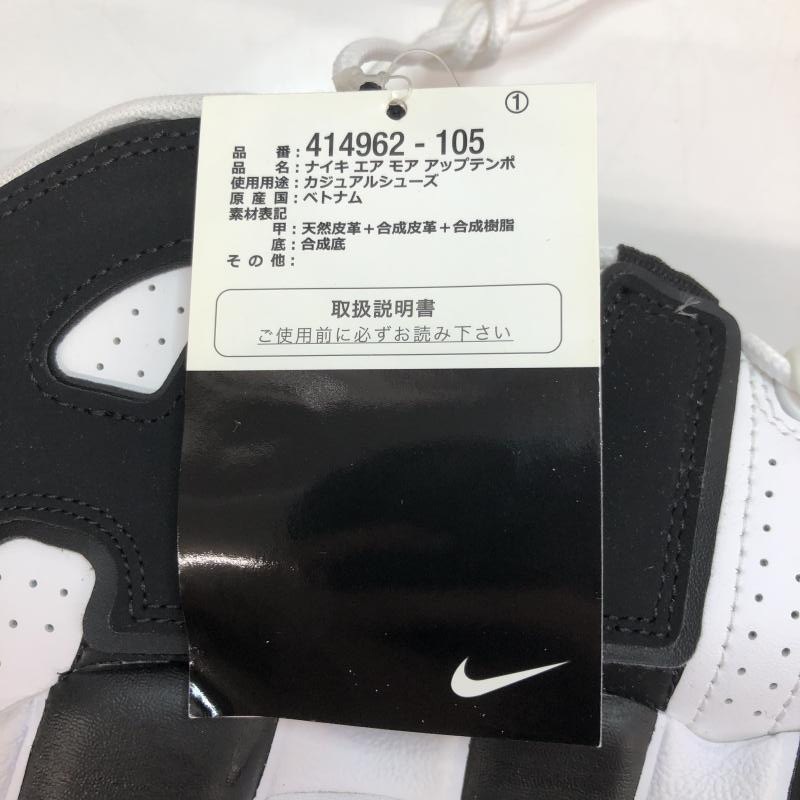 ①
品 番：414962 - 105
品 名：ナイキ エア モア アップテンポ
使用用途：カジュアルシューズ
原 産 国：ベトナム
素材表記
甲：天然皮革＋合成皮革＋合成樹脂
底：合成底
そ の 他：
取扱説明書
ご使用前に必ずお読み下さい